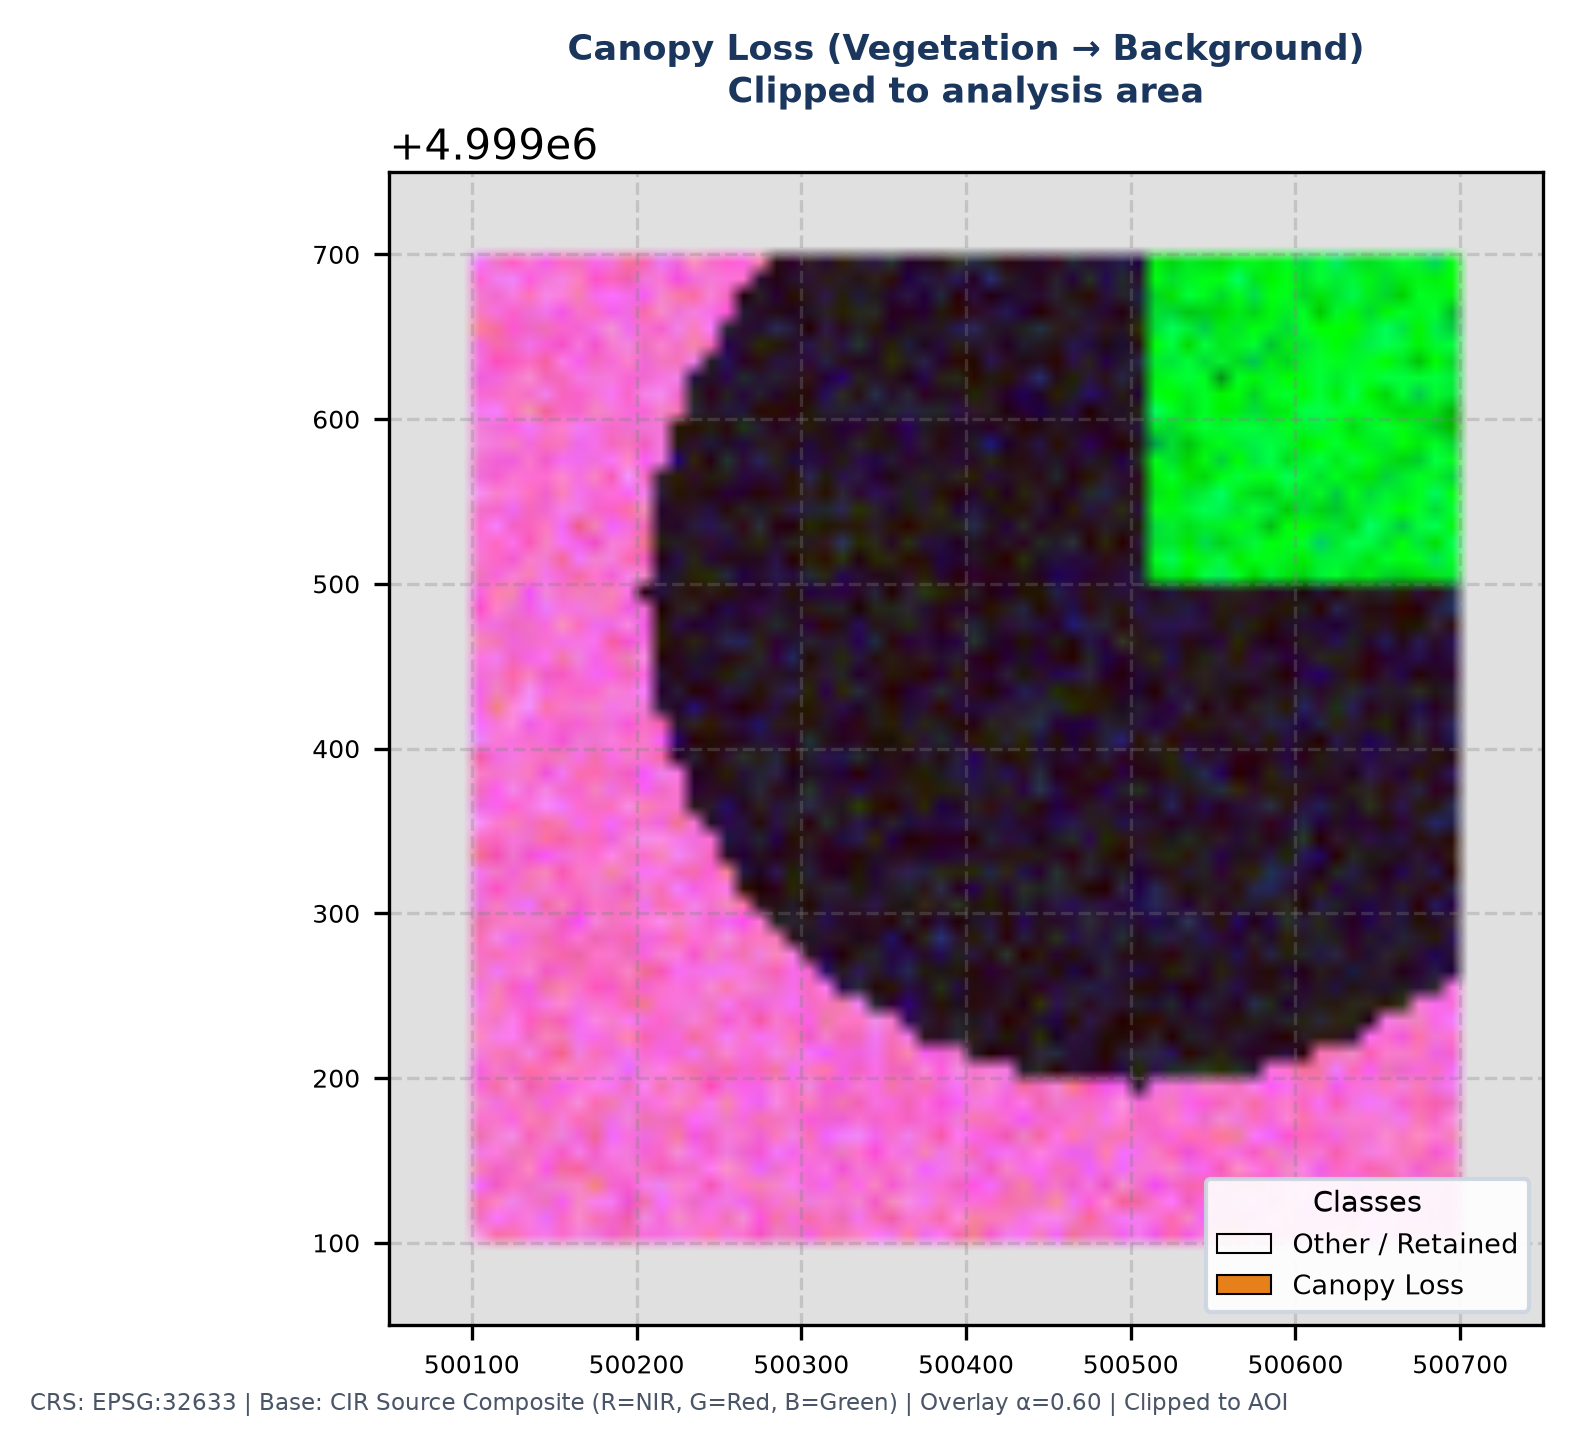 Canopy Loss (Vegetation → Background)
Clipped to analysis area
+4.999e6
700
600
500
400
300
200
100
Classes
Other / Retained
Canopy Loss
500100 500200 500300 500400 500500 500600 500700
CRS: EPSG:32633 | Base: CIR Source Composite (R=NIR, G=Red, B=Green) | Overlay α=0.60 | Clipped to AOI